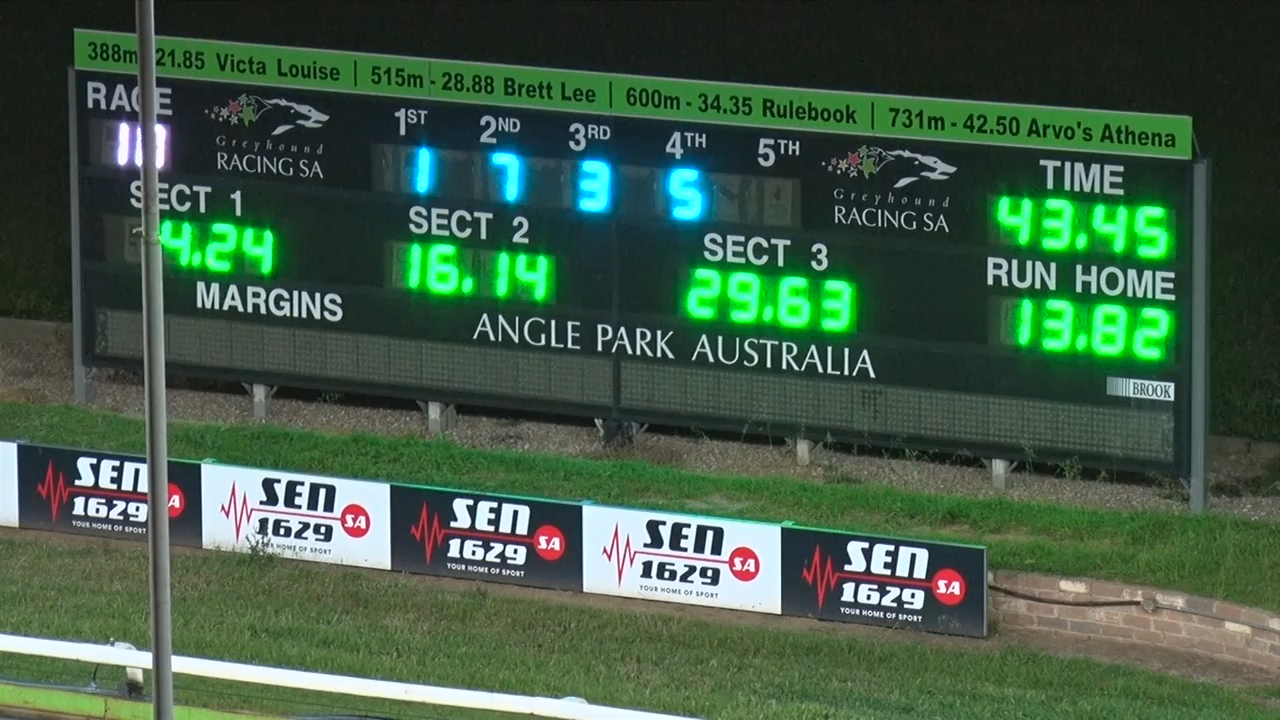 388m 21.85 Victa Louise | 515m - 28.88 Brett Lee | 600m - 34.35 Rulebook | 731m - 42.50 Arvo's Athena
RACE
Greyhound
RACING SA
1ST 2ND 3RD 4TH 5TH
1 7 3 5
Greyhound
RACING SA
TIME
43.45
SECT 1
4.24
SECT 2
16.14
SECT 3
29.63
RUN HOME
13.82
MARGINS
ANGLE PARK AUSTRALIA
BROOK
SEN
1629
YOUR HOME OF SPORT
SEN
1629 SA
YOUR HOME OF SPORT
SEN
1629 SA
YOUR HOME OF SPORT
SEN
1629 SA
YOUR HOME OF SPORT
SEN
1629 SA
YOUR HOME OF SPORT